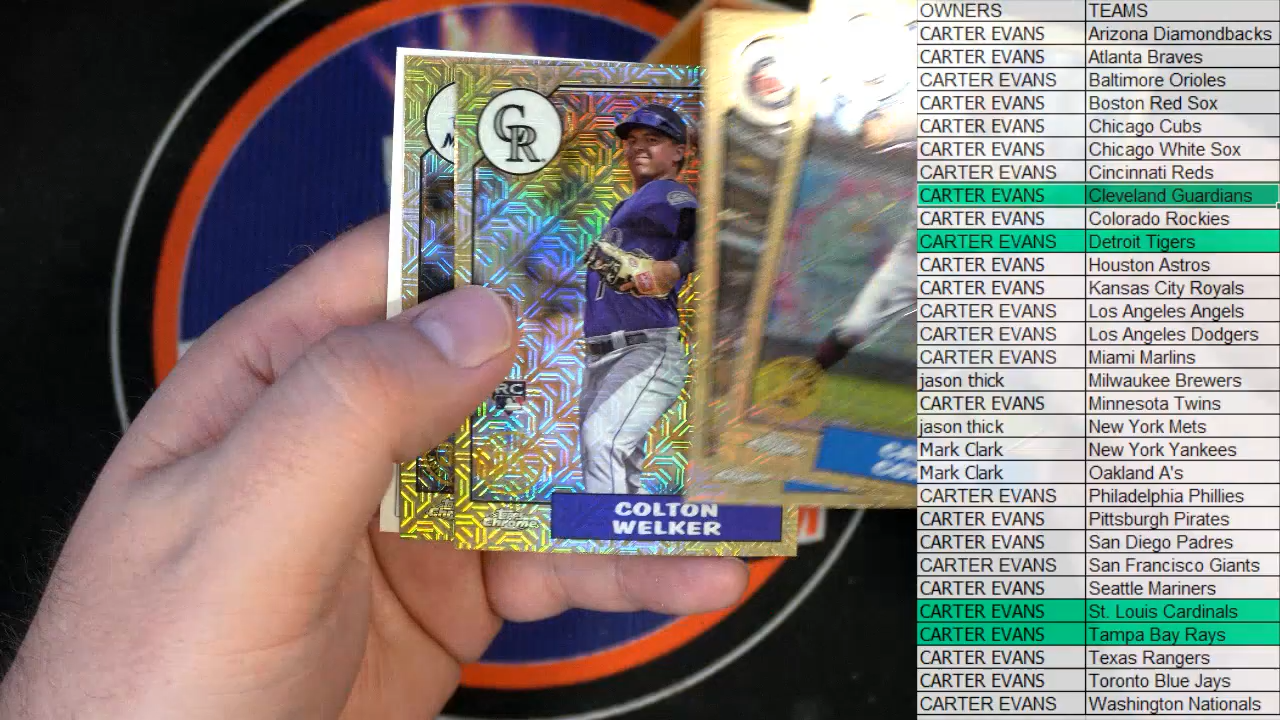 OWNERS TEAMS
CARTER EVANS Arizona Diamondbacks
CARTER EVANS Atlanta Braves
CARTER EVANS Baltimore Orioles
CARTER EVANS Boston Red Sox
CARTER EVANS Chicago Cubs
CARTER EVANS Chicago White Sox
CARTER EVANS Cincinnati Reds
CARTER EVANS Cleveland Guardians
CARTER EVANS Colorado Rockies
CARTER EVANS Detroit Tigers
CARTER EVANS Houston Astros
CARTER EVANS Kansas City Royals
CARTER EVANS Los Angeles Angels
CARTER EVANS Los Angeles Dodgers
CARTER EVANS Miami Marlins
jason thick Milwaukee Brewers
CARTER EVANS Minnesota Twins
jason thick New York Mets
Mark Clark New York Yankees
Mark Clark Oakland A's
CARTER EVANS Philadelphia Phillies
CARTER EVANS Pittsburgh Pirates
CARTER EVANS San Diego Padres
CARTER EVANS San Francisco Giants
CARTER EVANS Seattle Mariners
CARTER EVANS St. Louis Cardinals
CARTER EVANS Tampa Bay Rays
CARTER EVANS Texas Rangers
CARTER EVANS Toronto Blue Jays
CARTER EVANS Washington Nationals
CR
RC
Chrome
COLTON
WELKER